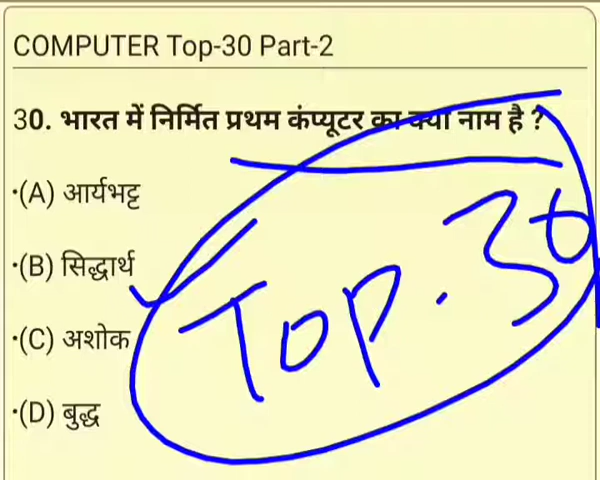 COMPUTER Top-30 Part-2
30. भारत में निर्मित प्रथम कंप्यूटर का क्या नाम है ?
•(A) आर्यभट्ट
•(B) सिद्धार्थ
•(C) अशोक
•(D) बुद्ध
Top. 30